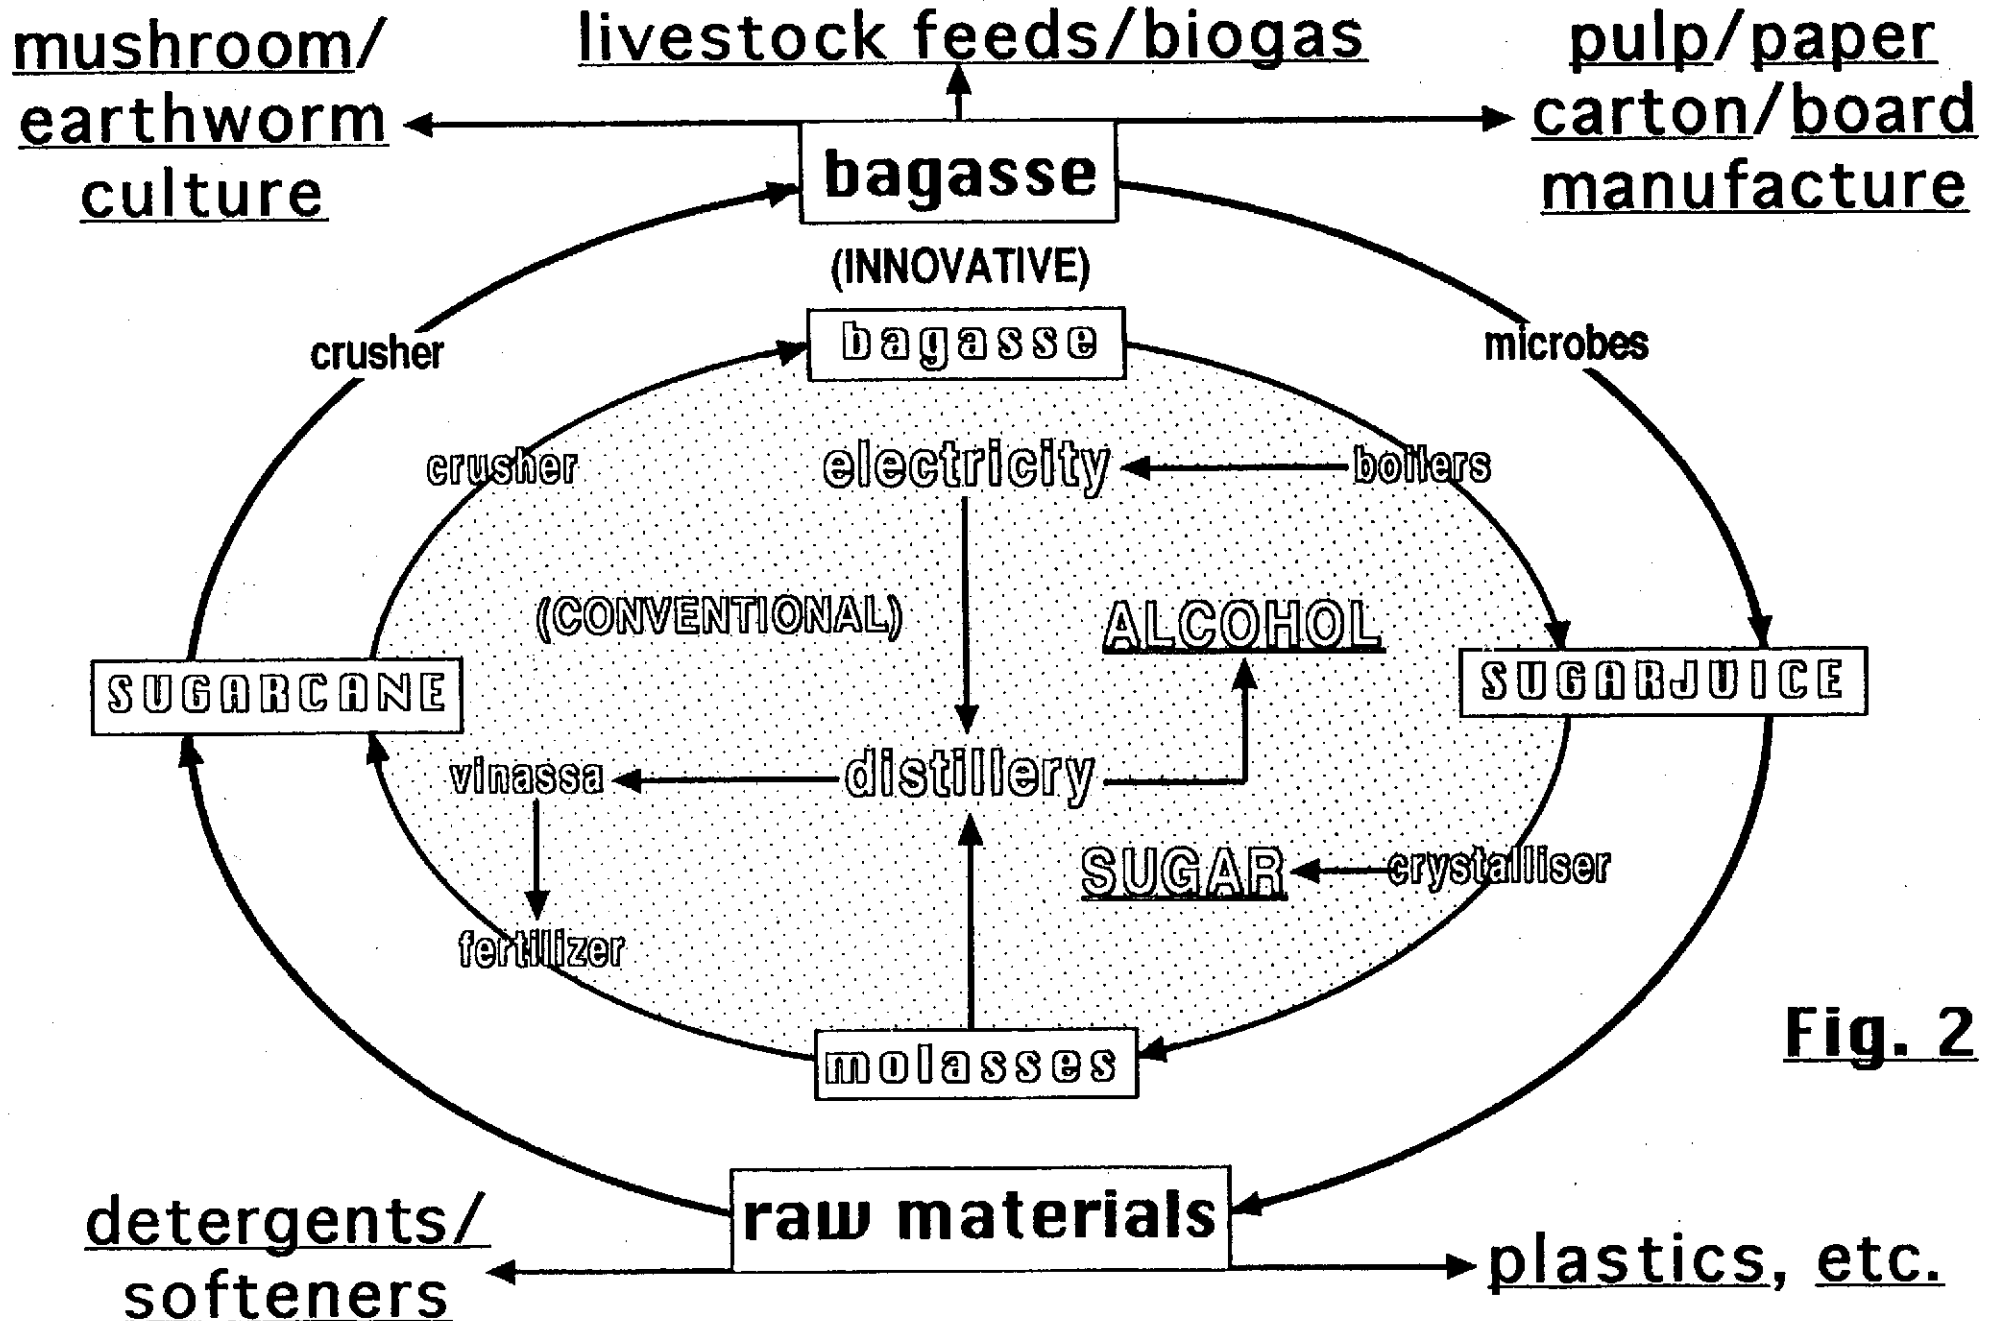 mushroom/
earthworm
culture
livestock feeds/biogas
pulp/paper
carton/board
manufacture
bagasse
(INNOVATIVE)
bagasse
crusher
microbes
crusher
electricity
boilers
(CONVENTIONAL)
ALCOHOL
SUGARCANE
SUGARJUICE
vinassa
distillery
SUGAR
crystalliser
fertilizer
molasses
Fig. 2
raw materials
detergents/
softeners
plastics, etc.